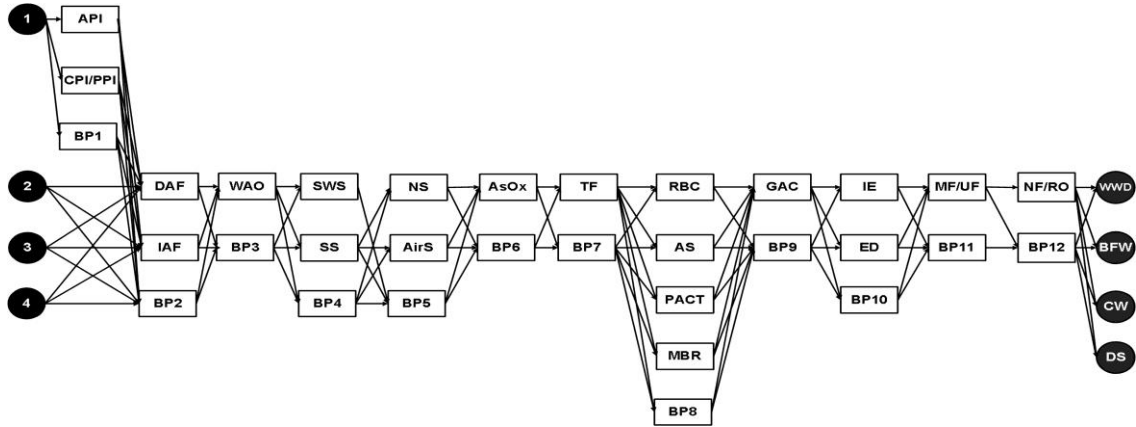 1
API
CPI/PPI
BP1
2
DAF
WAO
SWS
NS
AsOx
TF
RBC
GAC
IE
MF/UF
NF/RO
WWD
3
IAF
BP3
SS
AirS
BP6
BP7
AS
BP9
ED
BP11
BP12
BFW
4
BP2
BP4
BP5
PACT
BP10
CW
MBR
DS
BP8